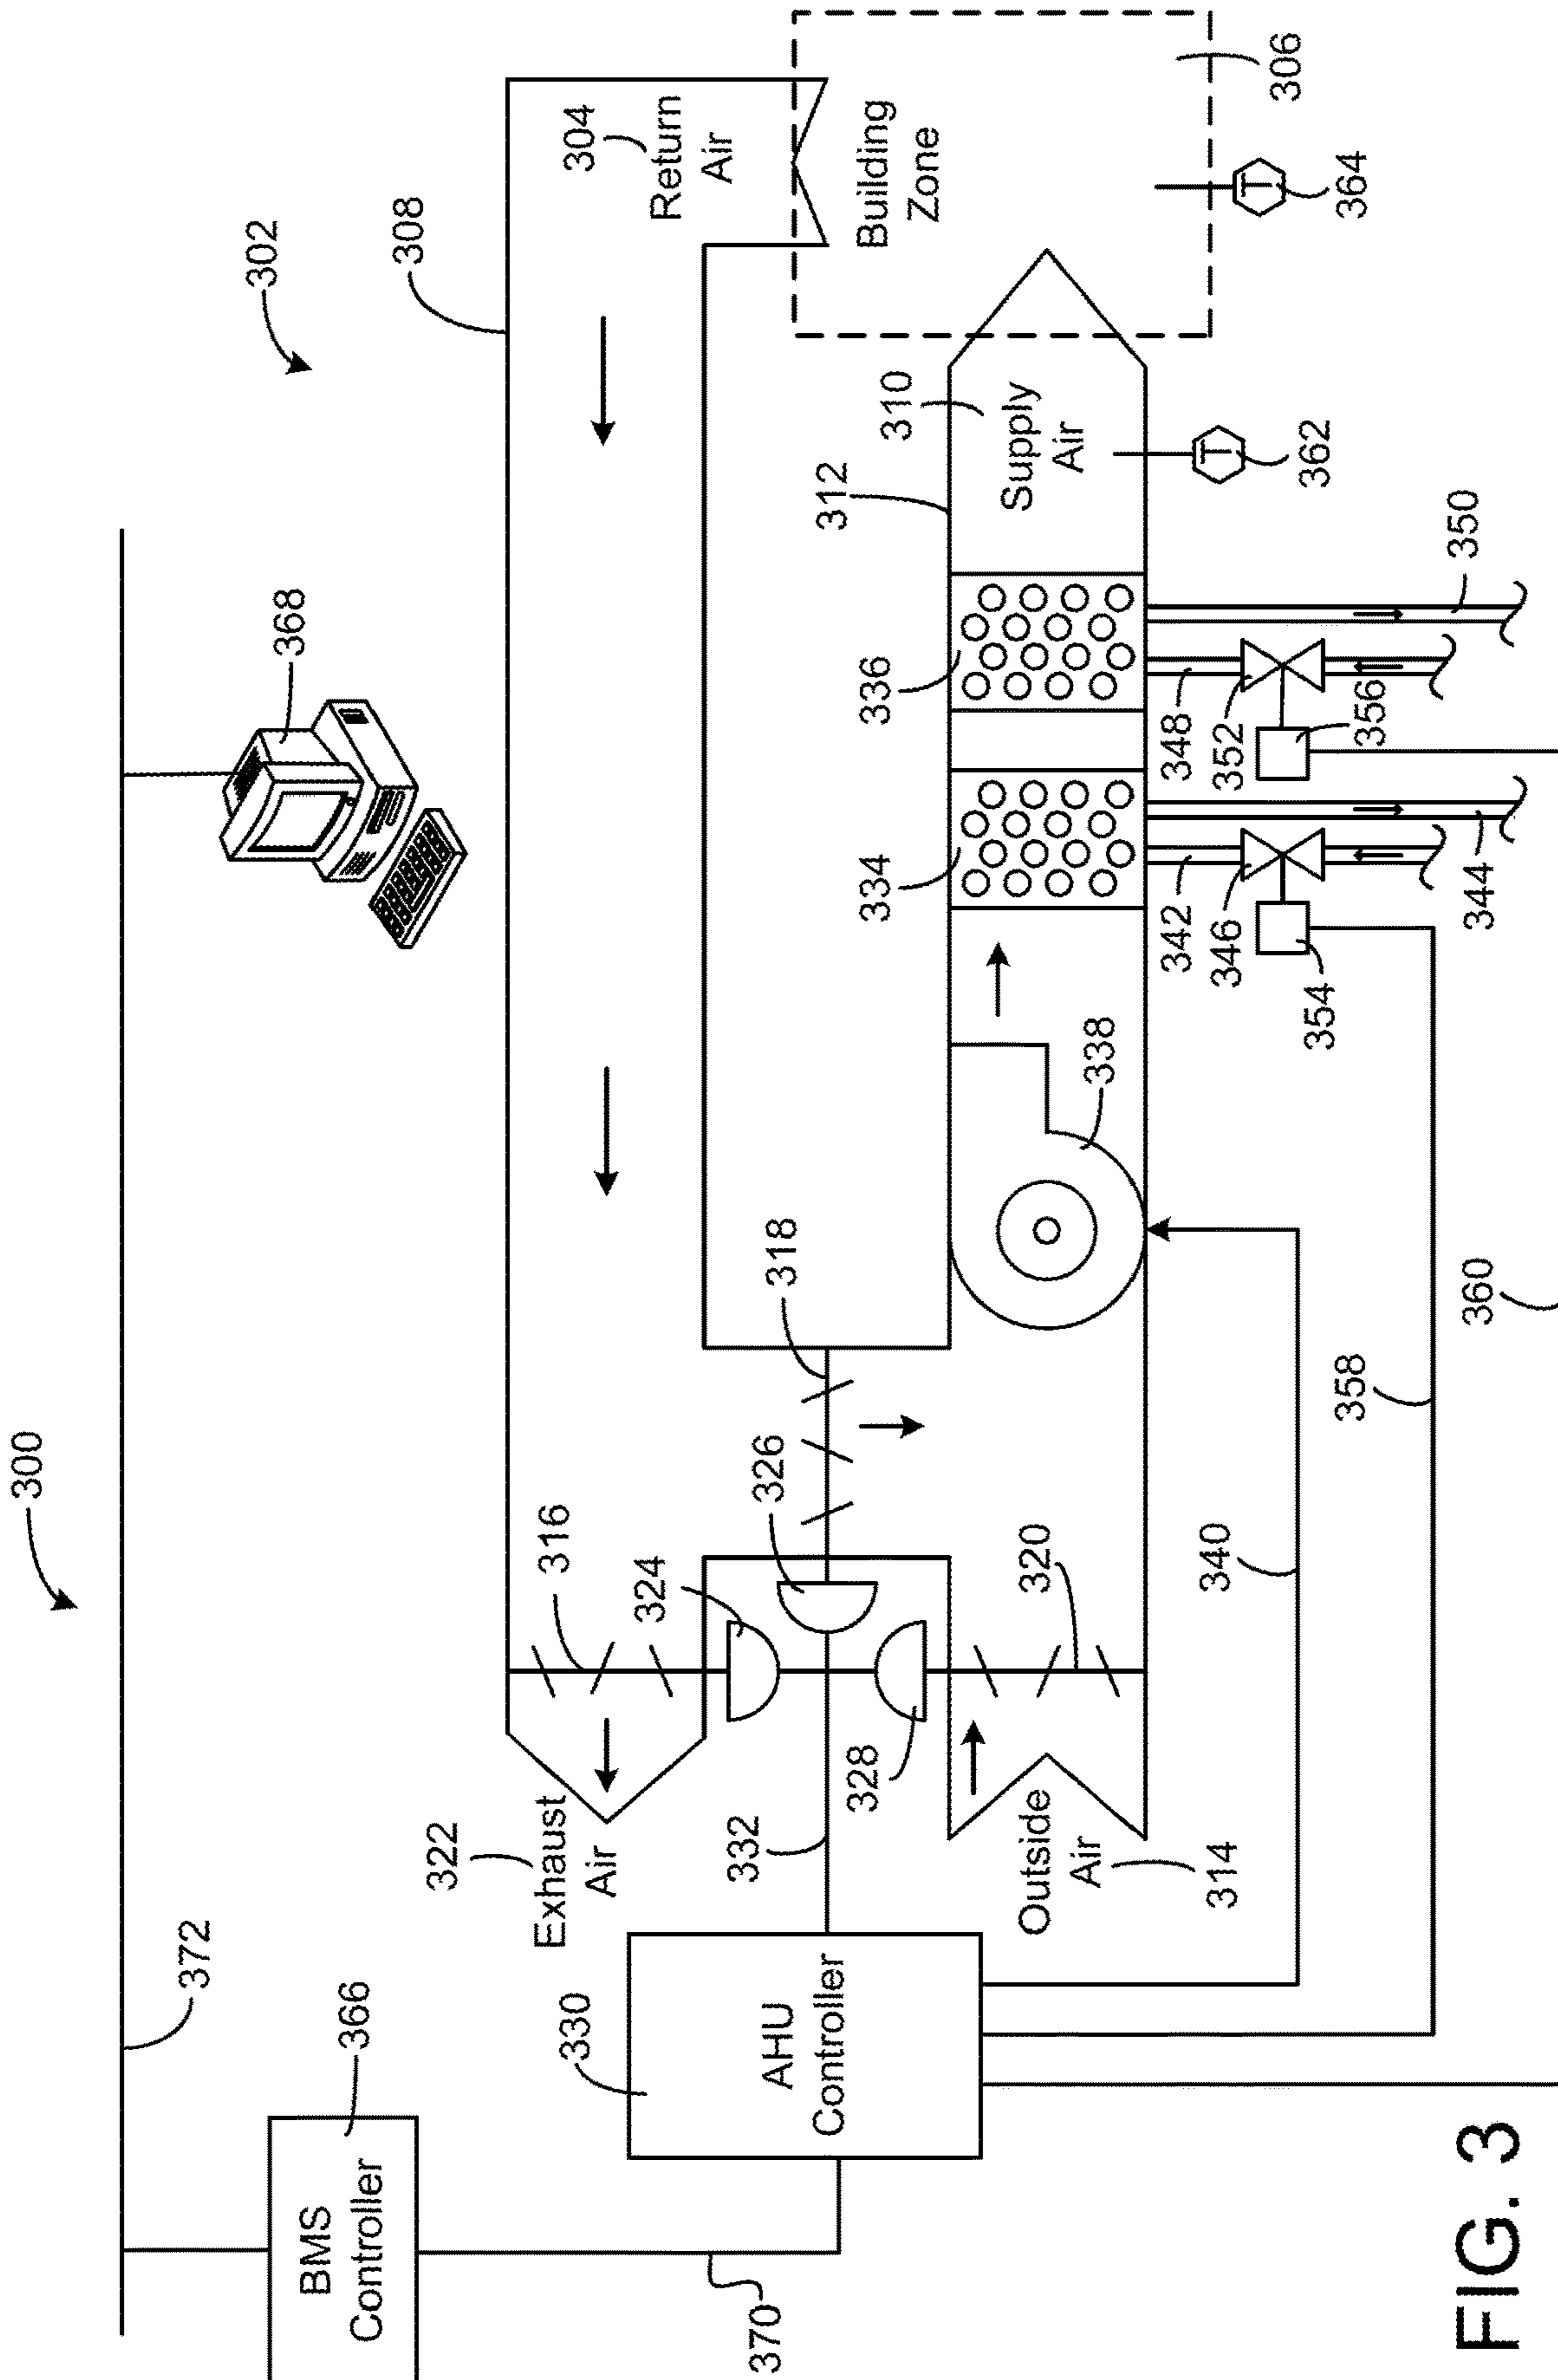 300
372
302
368
BMS
Controller
366
308
322
Exhaust
Air
316
304
Return
Air
330
324
332
370
326
318
AHU
Controller
312
328
Building
Zone
334
336
310
Supply
Air
Outside
Air
320
338
342
348
340
314
346
352
T
T
306
362
354
358
364
356
350
344
360
FIG. 3